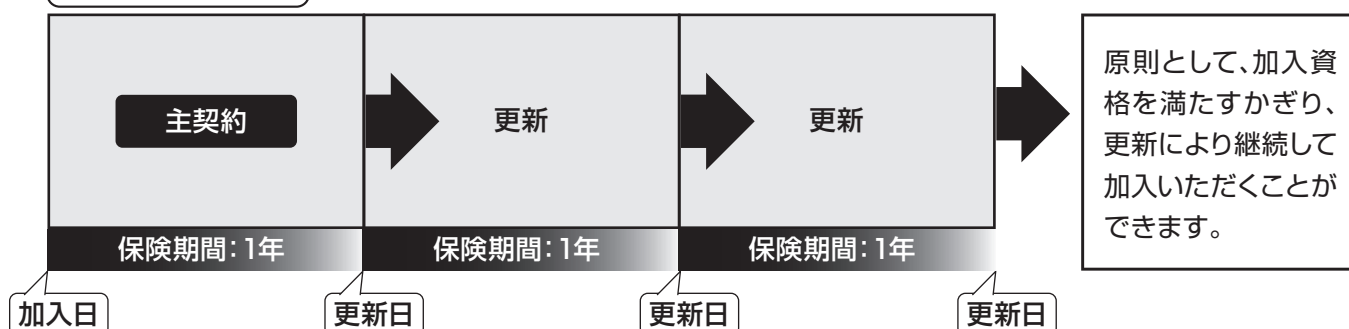 主契約
更新
更新
原則として、加入資
格を満たすかぎり、
更新により継続して
加入いただくことが
できます。
保険期間:1年
保険期間:1年
保険期間:1年
加入日
更新日
更新日
更新日